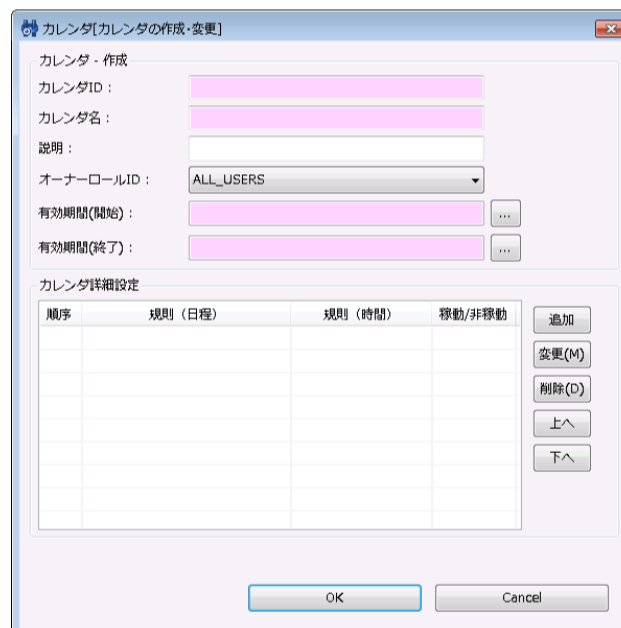 カレンダ[カレンダの作成・変更]
カレンダ - 作成
カレンダID：
カレンダ名：
説明：
オーナーロールID： ALL_USERS
有効期間(開始)： ...
有効期間(終了)： ...
カレンダ詳細設定
順序 規則（日程） 規則（時間） 稼動/非稼動
追加
変更(M)
削除(D)
上へ
下へ
OK Cancel